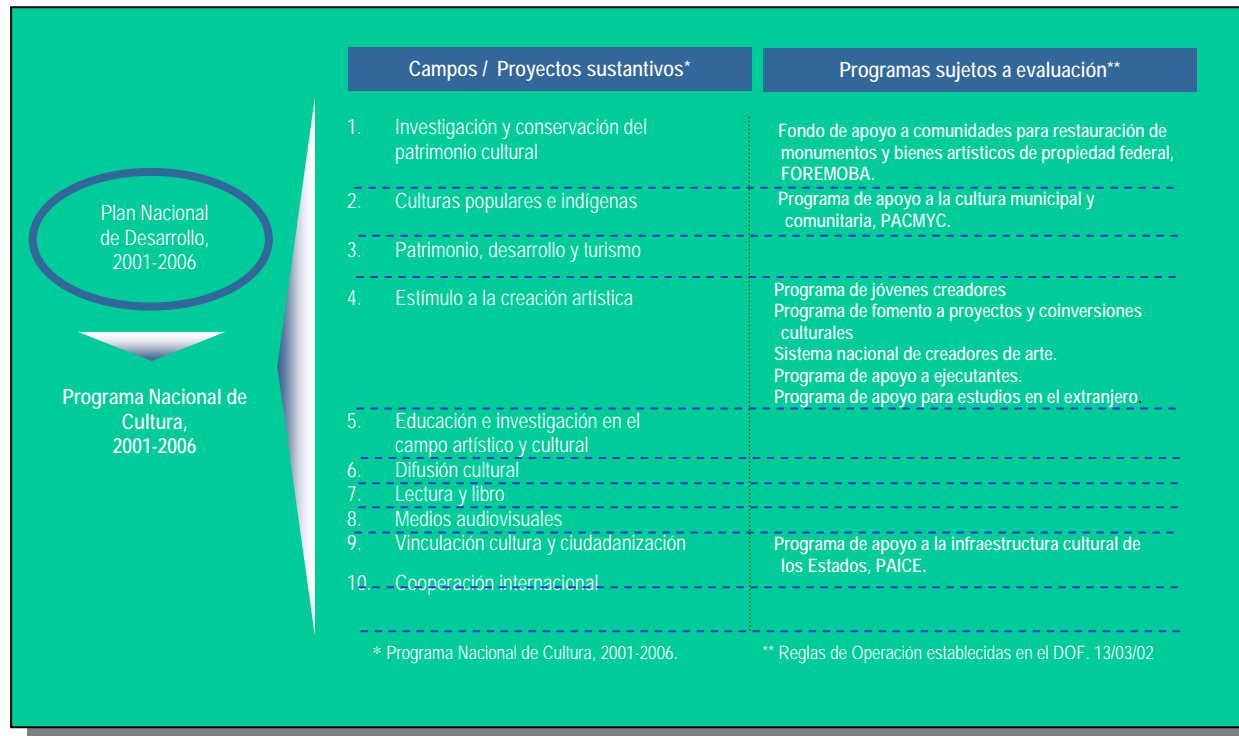 Campos / Proyectos sustantivos*
Programas sujetos a evaluación**
Plan Nacional
de Desarrollo,
2001-2006
Programa Nacional de
Cultura,
2001-2006
1. Investigación y conservación del
patrimonio cultural
Fondo de apoyo a comunidades para restauración de
monumentos y bienes artísticos de propiedad federal,
FOREMOBA.
2. Culturas populares e indígenas
Programa de apoyo a la cultura municipal y
comunitaria, PACMYC.
3. Patrimonio, desarrollo y turismo
4. Estímulo a la creación artística
Programa de jóvenes creadores
Programa de fomento a proyectos y coinversiones
culturales
Sistema nacional de creadores de arte.
Programa de apoyo a ejecutantes.
Programa de apoyo para estudios en el extranjero.
5. Educación e investigación en el
campo artístico y cultural
6. Difusión cultural
7. Lectura y libro
8. Medios audiovisuales
9. Vinculación cultura y ciudadanización
Programa de apoyo a la infraestructura cultural de
los Estados, PAICE.
10. Cooperación internacional
* Programa Nacional de Cultura, 2001-2006.
** Reglas de Operación establecidas en el DOF. 13/03/02